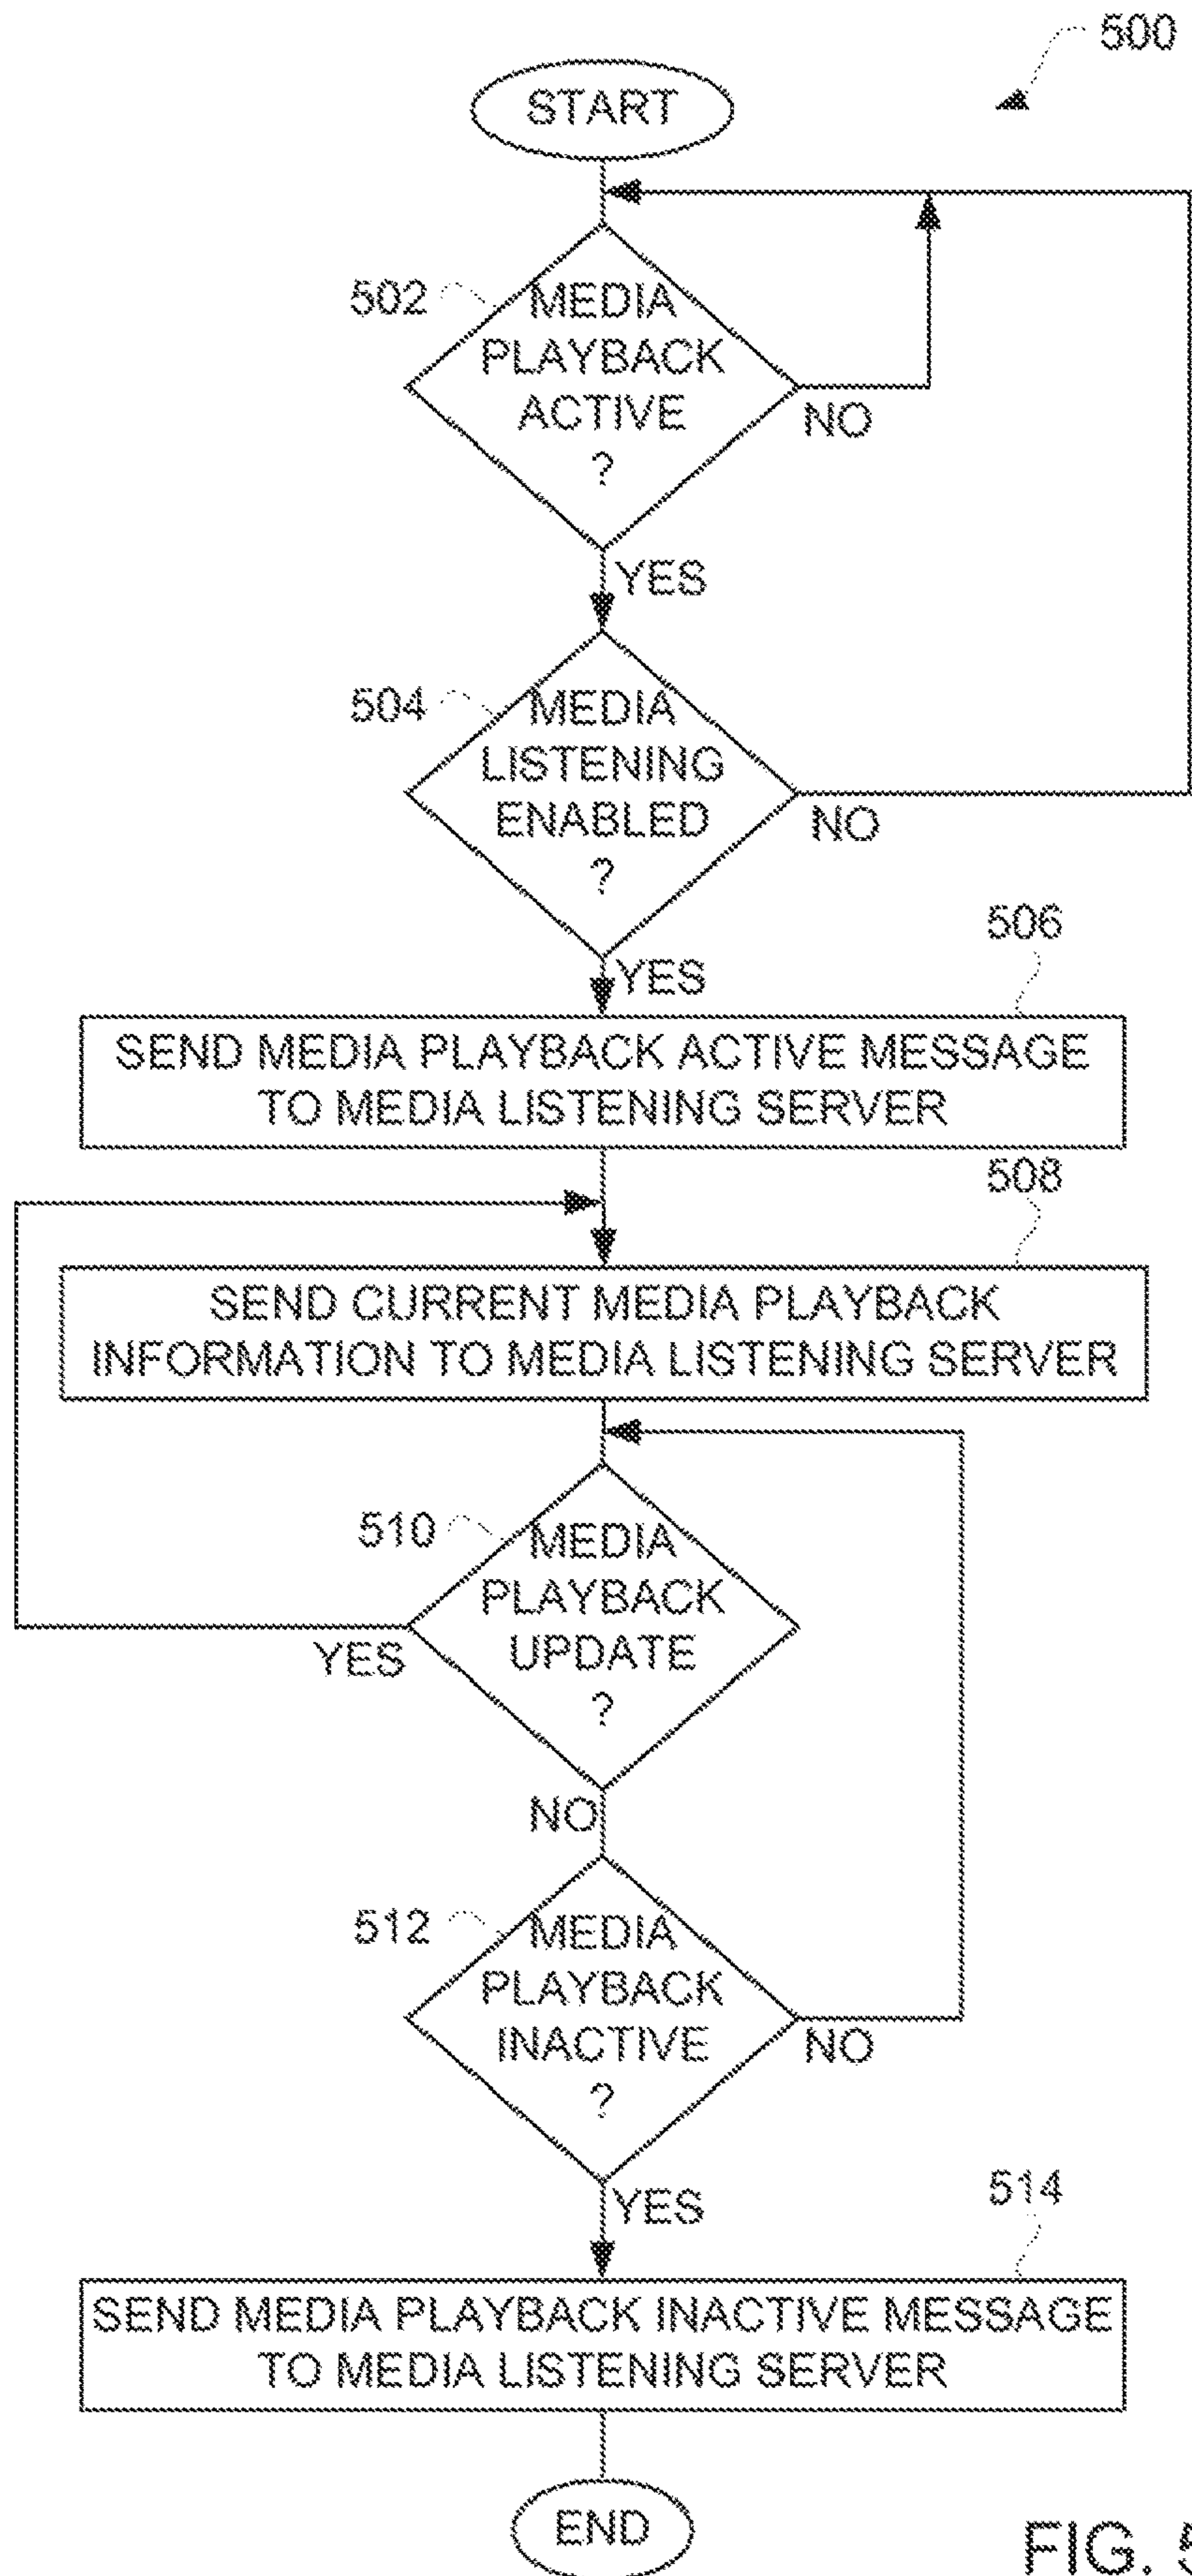 500
START
502
MEDIA
PLAYBACK
ACTIVE
?
NO
YES
504
MEDIA
LISTENING
ENABLED
?
NO
YES
506
SEND MEDIA PLAYBACK ACTIVE MESSAGE
TO MEDIA LISTENING SERVER
508
SEND CURRENT MEDIA PLAYBACK
INFORMATION TO MEDIA LISTENING SERVER
510
MEDIA
PLAYBACK
UPDATE
?
YES
NO
512
MEDIA
PLAYBACK
INACTIVE
?
NO
YES
514
SEND MEDIA PLAYBACK INACTIVE MESSAGE
TO MEDIA LISTENING SERVER
END
FIG. 5